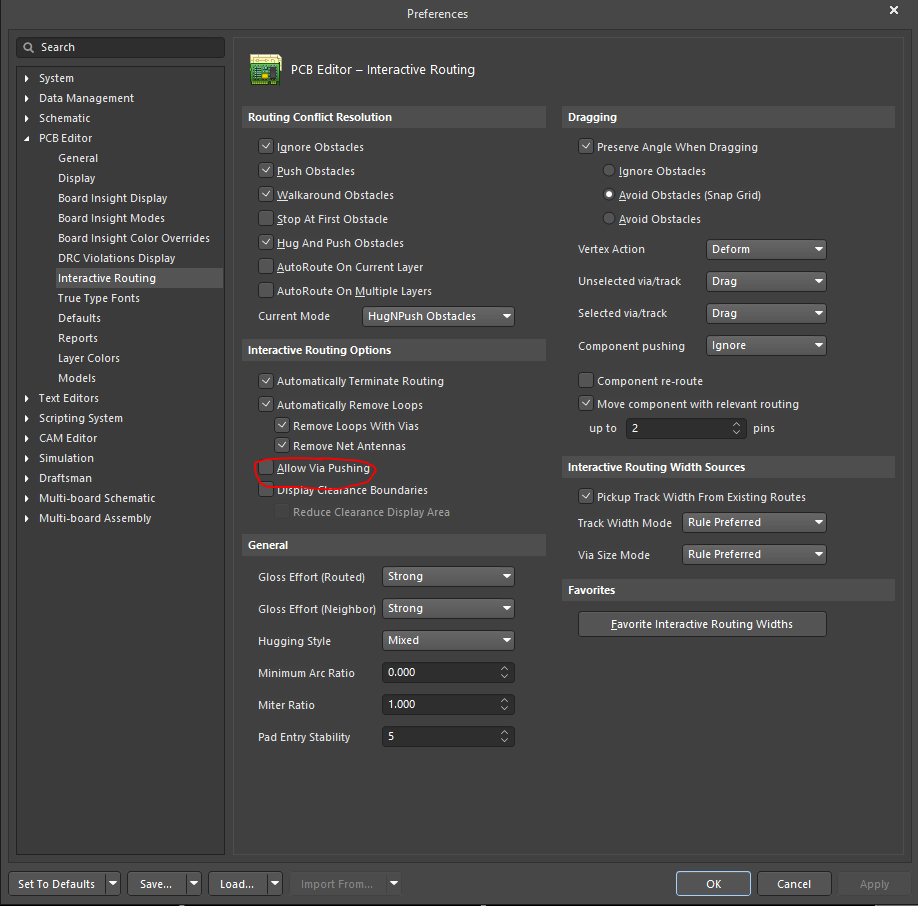 Preferences
Search
System
Data Management
Schematic
PCB Editor
General
Display
Board Insight Display
Board Insight Modes
Board Insight Color Overrides
DRC Violations Display
Interactive Routing
True Type Fonts
Defaults
Reports
Layer Colors
Models
Text Editors
Scripting System
CAM Editor
Simulation
Draftsman
Multi-board Schematic
Multi-board Assembly
PCB Editor – Interactive Routing
Routing Conflict Resolution
Ignore Obstacles
Push Obstacles
Walkaround Obstacles
Stop At First Obstacle
Hug And Push Obstacles
AutoRoute On Current Layer
AutoRoute On Multiple Layers
Current Mode HugNPush Obstacles
Interactive Routing Options
Automatically Terminate Routing
Automatically Remove Loops
Remove Loops With Vias
Remove Net Antennas
Allow Via Pushing
Display Clearance Boundaries
Reduce Clearance Display Area
General
Gloss Effort (Routed) Strong
Gloss Effort (Neighbor) Strong
Hugging Style Mixed
Minimum Arc Ratio 0.000
Miter Ratio 1.000
Pad Entry Stability 5
Dragging
Preserve Angle When Dragging
Ignore Obstacles
Avoid Obstacles (Snap Grid)
Avoid Obstacles
Vertex Action Deform
Unselected via/track Drag
Selected via/track Drag
Component pushing Ignore
Component re-route
Move component with relevant routing
up to 2 pins
Interactive Routing Width Sources
Pickup Track Width From Existing Routes
Track Width Mode Rule Preferred
Via Size Mode Rule Preferred
Favorites
Favorite Interactive Routing Widths
Set To Defaults Save... Load... Import From... OK Cancel Apply